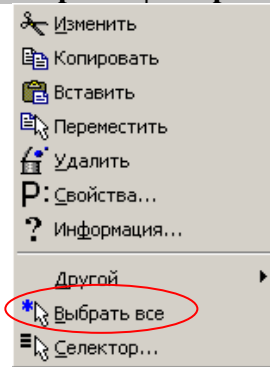 Изменить
Копировать
Вставить
Переместить
Удалить
P: Свойства...
? Информация...
Другой
Выбрать все
Селектор...